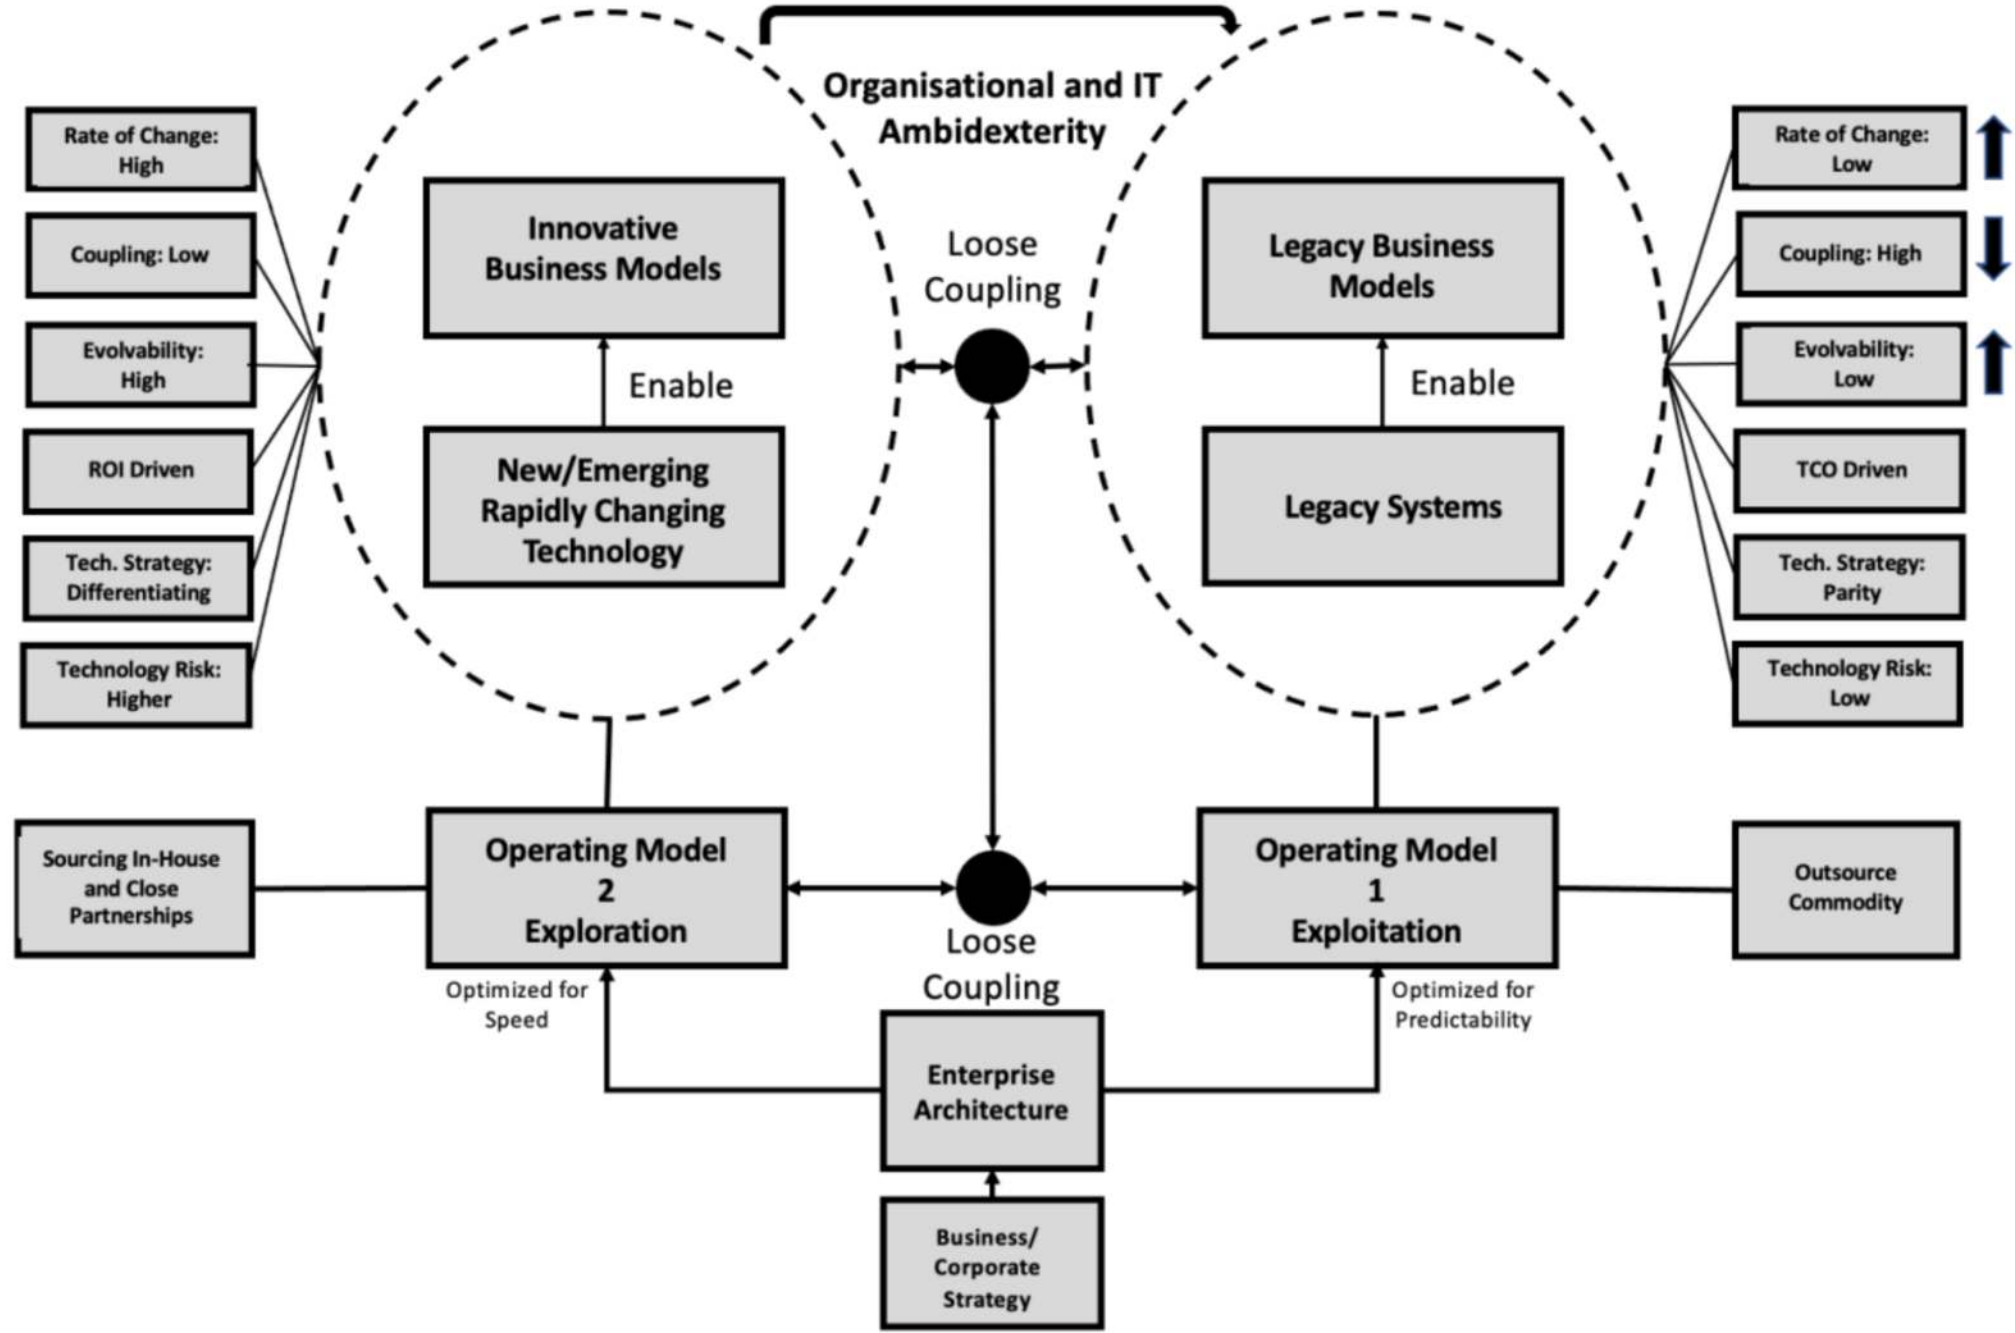 Organisational and IT
Ambidexterity
Rate of Change:
High
Coupling: Low
Evolvability:
High
ROI Driven
Tech. Strategy:
Differentiating
Technology Risk:
Higher
Innovative
Business Models
Enable
New/Emerging
Rapidly Changing
Technology
Loose
Coupling
Legacy Business
Models
Enable
Legacy Systems
Rate of Change:
Low
Coupling: High
Evolvability:
Low
TCO Driven
Tech. Strategy:
Parity
Technology Risk:
Low
Sourcing In-House
and Close
Partnerships
Operating Model
2
Exploration
Optimized for
Speed
Loose
Coupling
Operating Model
1
Exploitation
Optimized for
Predictability
Outsource
Commodity
Enterprise
Architecture
Business/
Corporate
Strategy